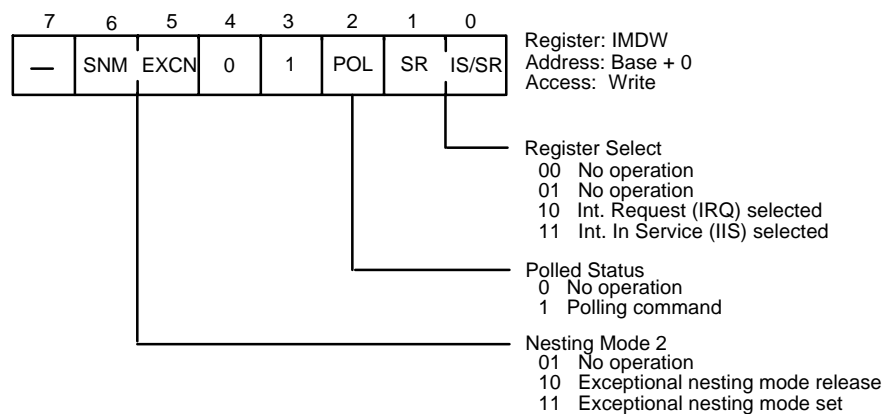 7 6 5 4 3 2 1 0
— SNM EXCN 0 1 POL SR IS/SR
Register: IMDW
Address: Base + 0
Access: Write
Register Select
00 No operation
01 No operation
10 Int. Request (IRQ) selected
11 Int. In Service (IIS) selected
Polled Status
0 No operation
1 Polling command
Nesting Mode 2
01 No operation
10 Exceptional nesting mode release
11 Exceptional nesting mode set